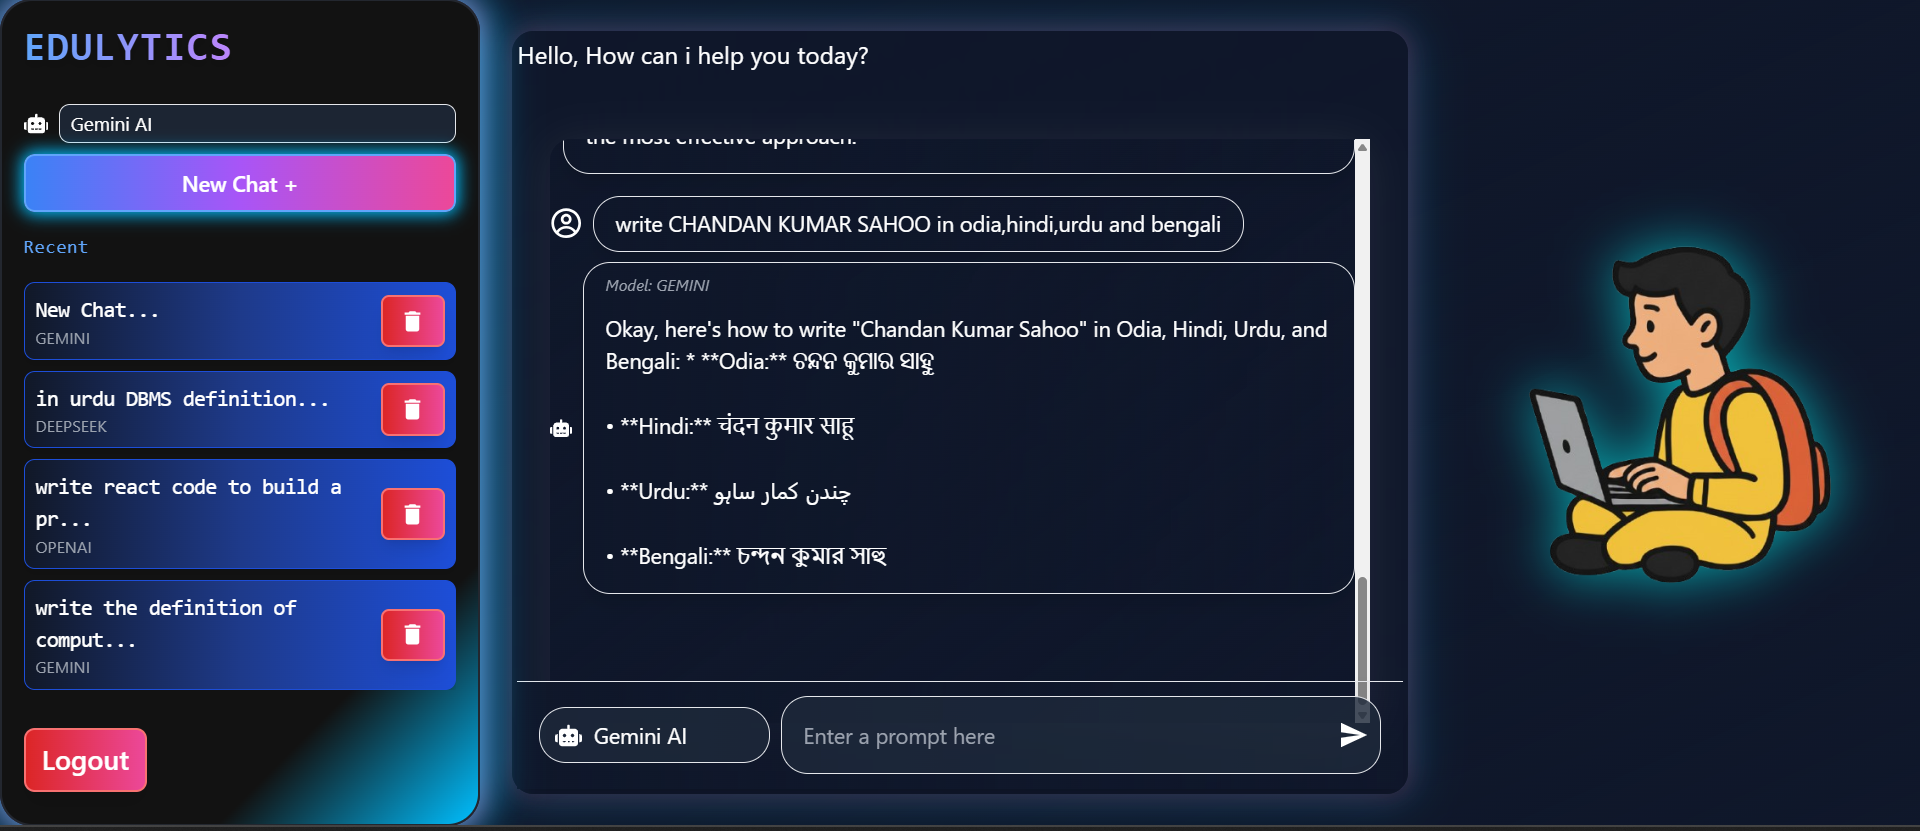 EDULYTICS
Gemini AI
New Chat +
Recent
New Chat...
GEMINI
in urdu DBMS definition...
DEEPSEEK
write react code to build a
pr...
OPENAI
write the definition of
comput...
GEMINI
Logout
Hello, How can i help you today?
the most effective approach.
write CHANDAN KUMAR SAHOO in odia,hindi,urdu and bengali
Model: GEMINI
Okay, here's how to write "Chandan Kumar Sahoo" in Odia, Hindi, Urdu, and
Bengali: * **Odia:** ଚନ୍ଦନ କୁମାର ସାହୁ
• **Hindi:** चंदन कुमार साहू
• **Urdu:** چندن کمار ساہو
• **Bengali:** চন্দন কুমার সাহু
Gemini AI
Enter a prompt here